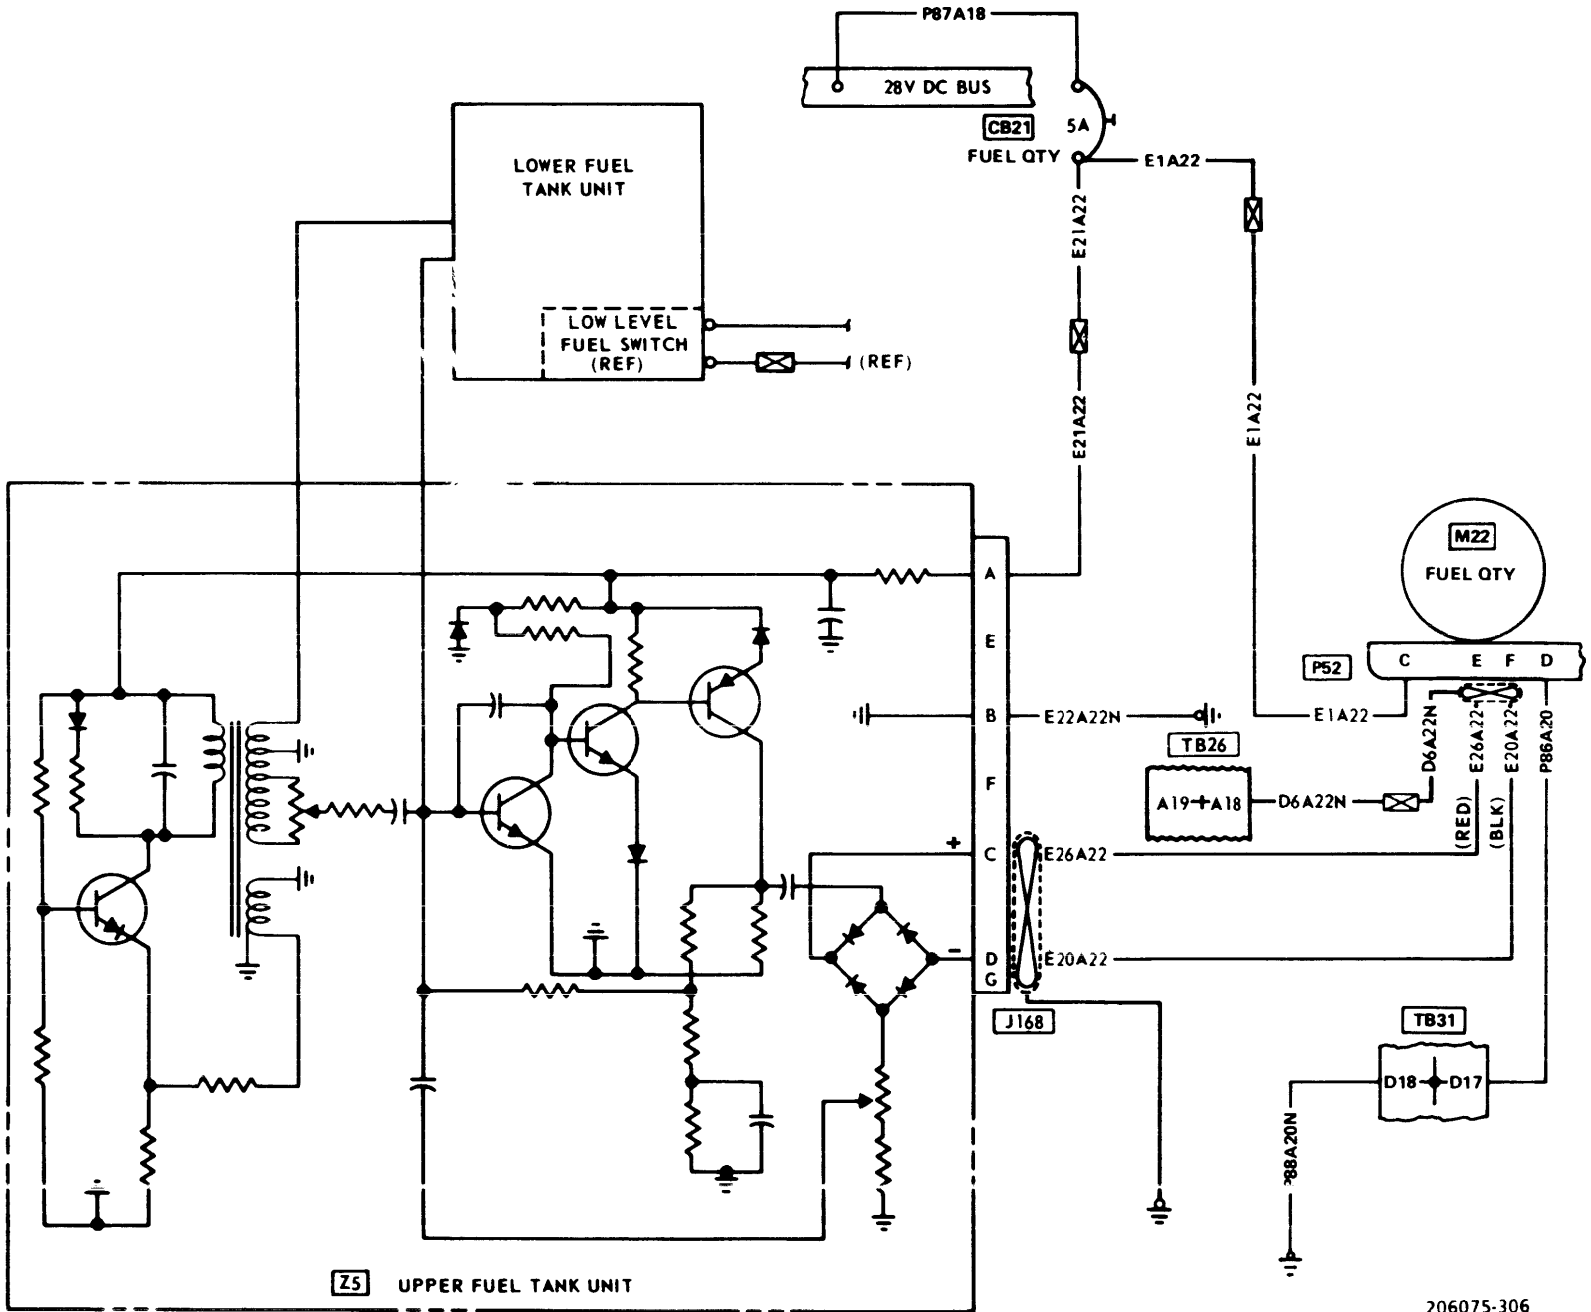 P87A18
28V DC BUS
CB21
5A
FUEL QTY
E1A22
LOWER FUEL
TANK UNIT
E21A22
LOW LEVEL
FUEL SWITCH
(REF)
(REF)
E21A22
E1A22
M22
FUEL QTY
A
E
P52
C E F D
B
E22A22N
TB26
E1A22
D6A22N
E26A22
E20A22
P86A20
(RED)
(BLK)
F
A19 A18
D6A22N
+
C
E26A22
-
D
E20A22
G
J168
TB31
D18 D17
P88A20N
Z5
UPPER FUEL TANK UNIT
206075-306